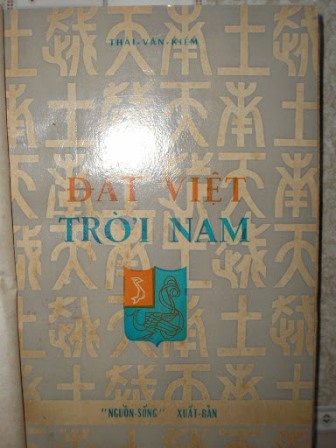 THÁI-VĂN-KIỂM
ĐẤT VIỆT
TRỜI NAM
"NGUỒN-SỐNG" XUẤT-BẢN